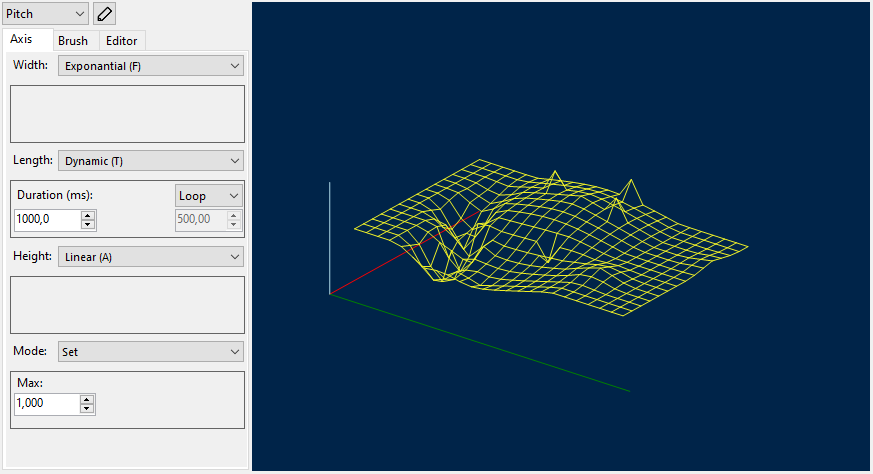 Pitch
Axis Brush Editor
Width: Exponantial (F)
Length: Dynamic (T)
Duration (ms): Loop
1000,0 500,00
Height: Linear (A)
Mode: Set
Max:
1,000